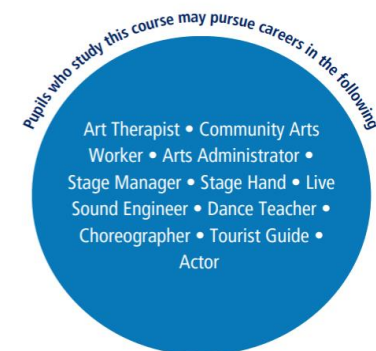 Pupils who study this course may pursue careers in the following
Art Therapist • Community Arts
Worker • Arts Administrator •
Stage Manager • Stage Hand • Live
Sound Engineer • Dance Teacher •
Choreographer • Tourist Guide •
Actor